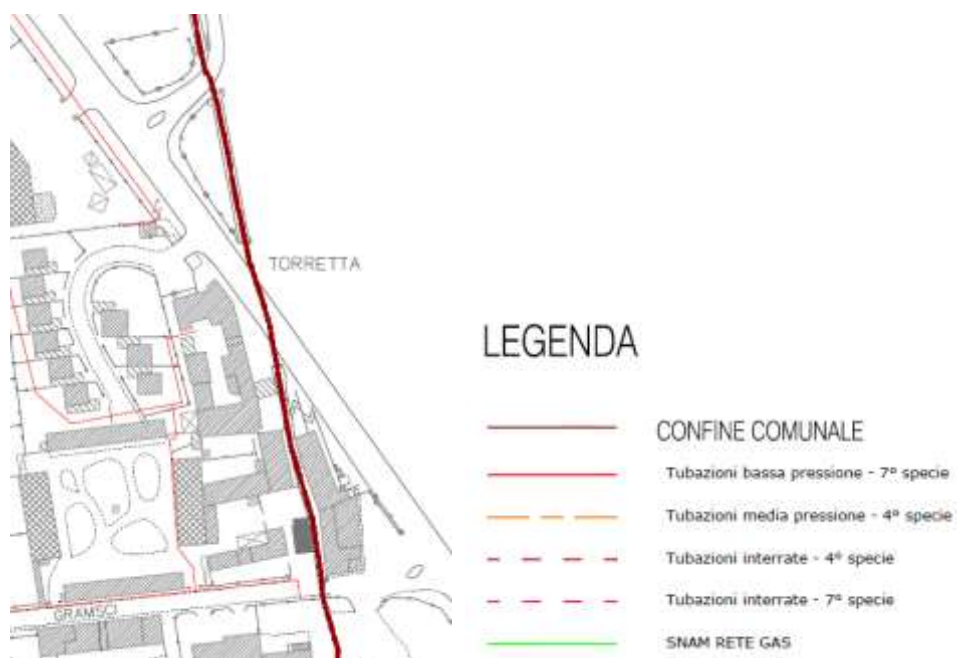 TORRETTA
GRAMSCI
LEGENDA
CONFINE COMUNALE
Tubazioni bassa pressione - 7° specie
Tubazioni media pressione - 4° specie
Tubazioni interrate - 4° specie
Tubazioni interrate - 7° specie
SNAM RETE GAS